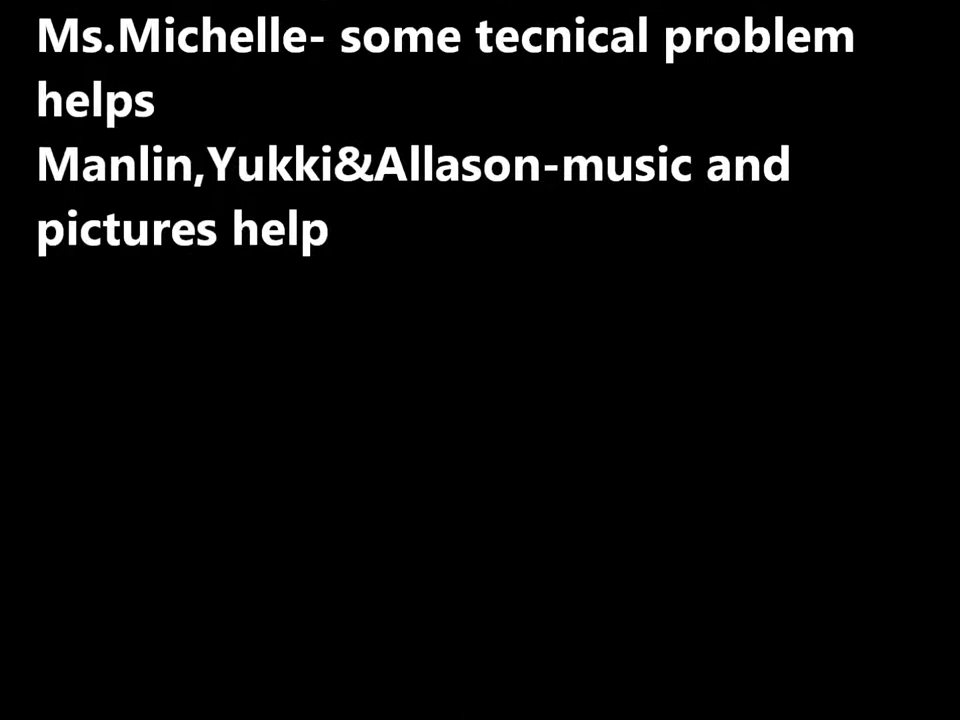 Ms.Michelle- some tecnical problem
helps
Manlin,Yukki&Allason-music and
pictures help